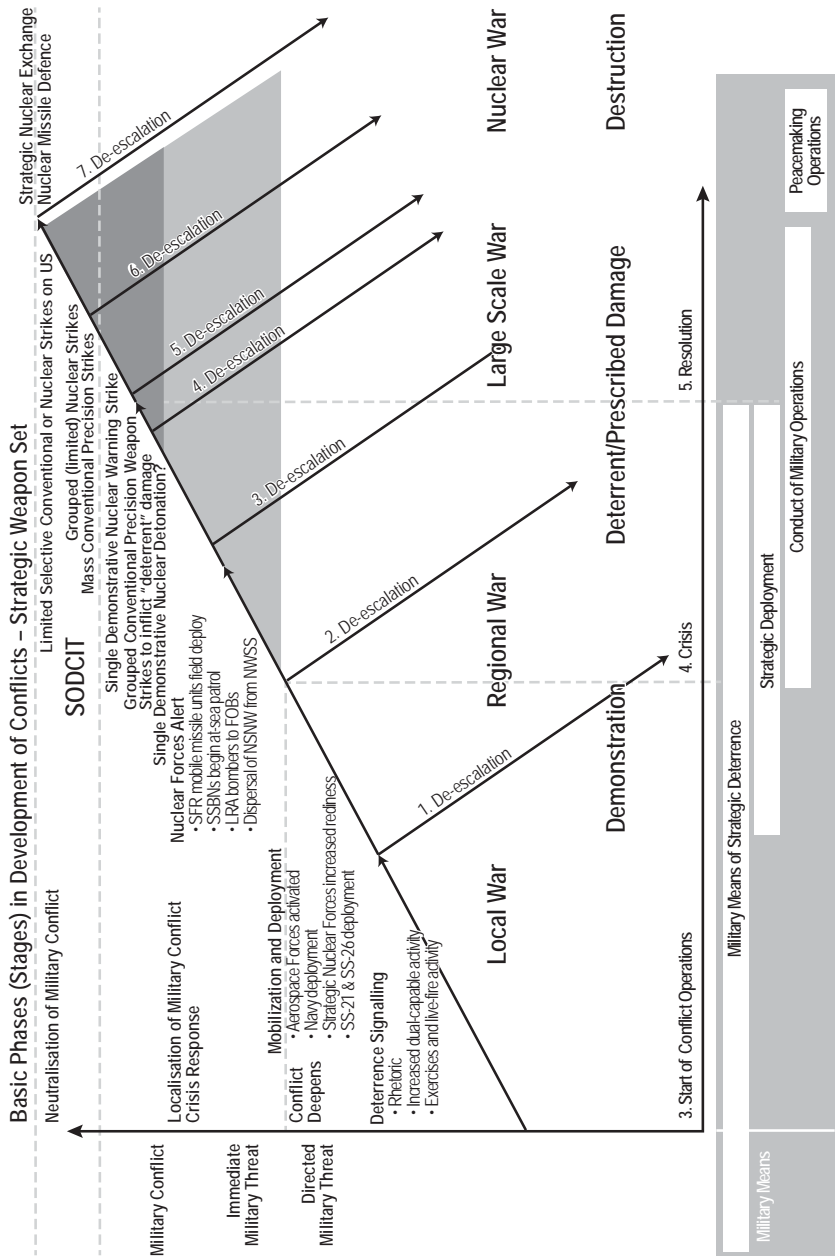 Basic Phases (Stages) in Development of Conflicts – Strategic Weapon Set
Neutralisation of Military Conflict
Limited Selective Conventional or Nuclear Strikes on US
Strategic Nuclear Exchange
Nuclear Missile Defence
SODCIT
Grouped (limited) Nuclear Strikes
Mass Conventional Precision Strikes
7. De-escalation
Military Conflict
Localisation of Military Conflict
Crisis Response
Single Demonstrative Nuclear Warning Strike
Grouped Conventional Precision Weapon
Strikes to inflict "deterrent" damage
Single Demonstrative Nuclear Detonation?
6. De-escalation
5. De-escalation
4. De-escalation
Nuclear Forces Alert
• SFR mobile missile units field deploy
• SSBNs begin at-sea patrol
• LRA bombers to FOBs
• Dispersal of NSNW from NWSS
3. De-escalation
Immediate
Military Threat
Mobilization and Deployment
• Aerospace Forces activated
• Navy deployment
• Strategic Nuclear Forces increased rediness
• SS-21 & SS-26 deployment
Directed
Military Threat
Conflict
Deepens
2. De-escalation
Deterrence Signalling
• Rhetoric
• Increased dual-capable activity
• Exercises and live-fire activity
1. De-escalation
Local War
Regional War
Large Scale War
Nuclear War
Demonstration
Deterrent/Prescribed Damage
Destruction
3. Start of Conflict Operations
4. Crisis
5. Resolution
Military Means
Military Means of Strategic Deterrence
Strategic Deployment
Conduct of Military Operations
Peacemaking
Operations